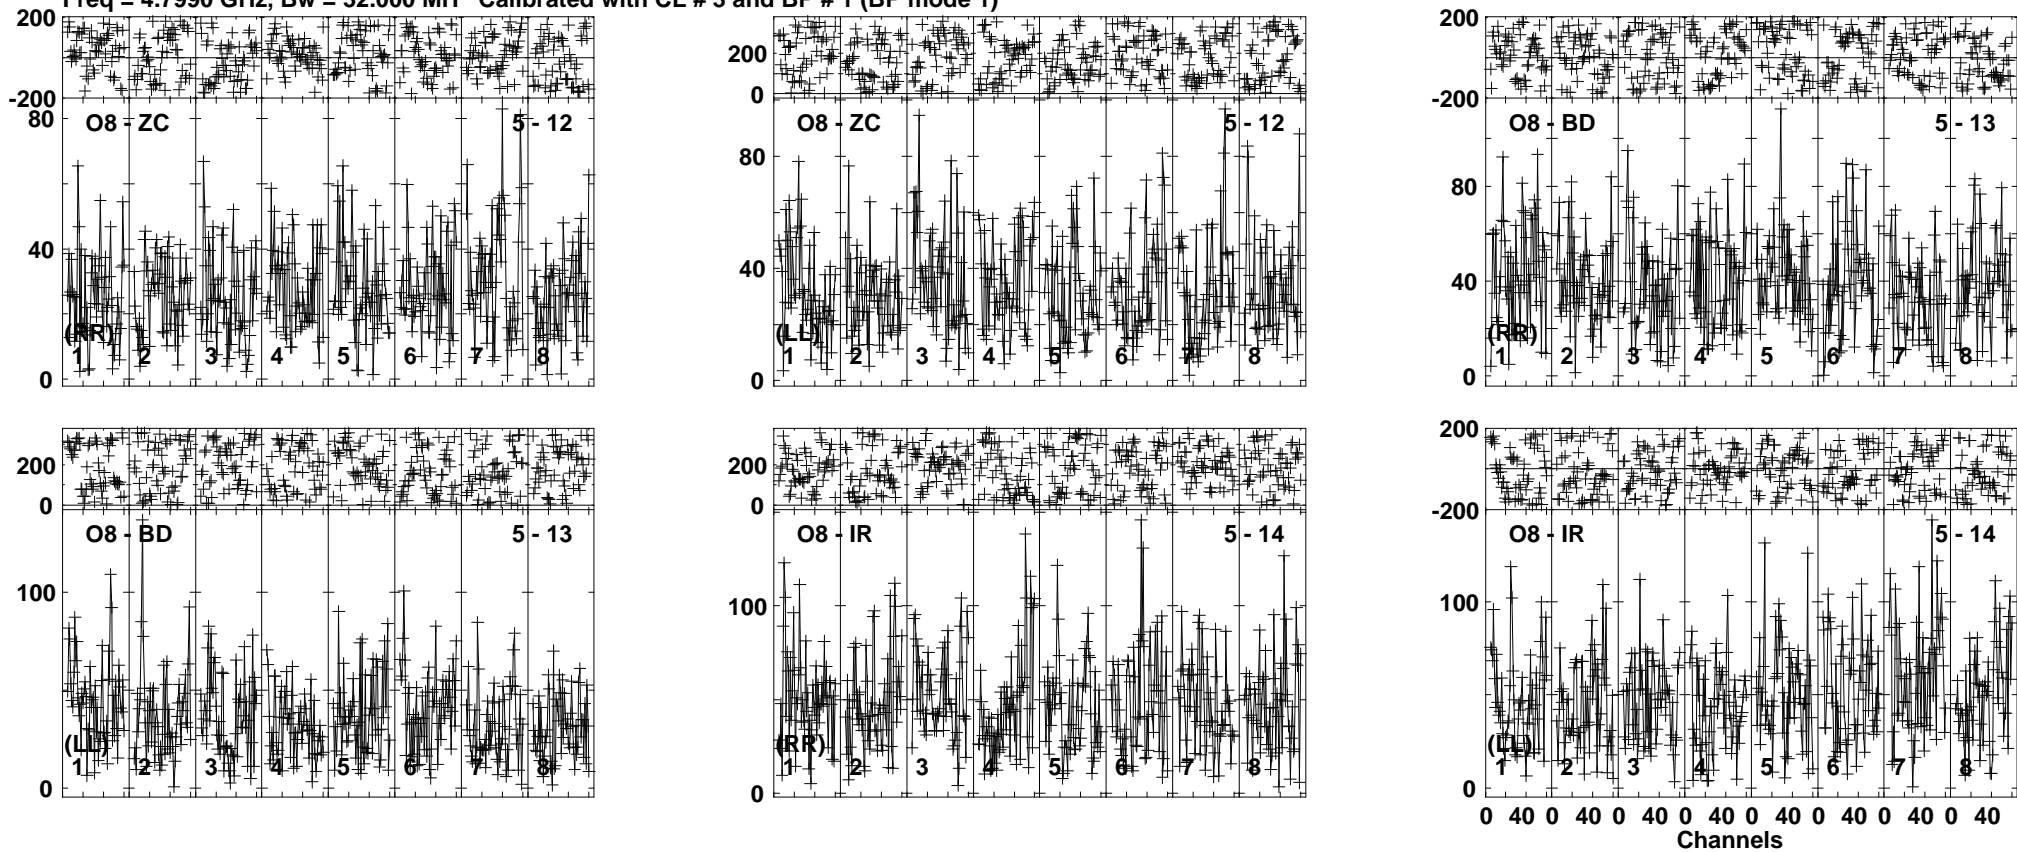 Freq = 4.7990 GHz, Bw = 32.000 MH Calibrated with CL # 3 and BP # 1 (BP mode 1)
200
-200
80
40
0
O8 - ZC
5 - 12
(RR)
1 2 3 4 5 6 7 8
200
0
80
40
0
O8 - ZC
5 - 12
(LL)
1 2 3 4 5 6 7 8
200
-200
80
40
0
O8 - BD
5 - 13
(RR)
1 2 3 4 5 6 7 8
200
0
100
0
O8 - BD
5 - 13
(LL)
1 2 3 4 5 6 7 8
200
0
100
0
O8 - IR
5 - 14
(RR)
1 2 3 4 5 6 7 8
200
-200
100
0
O8 - IR
5 - 14
(LL)
1 2 3 4 5 6 7 8
0 40 0 40 0 40 0 40 0 40 0 40 0 40 0 40
Channels